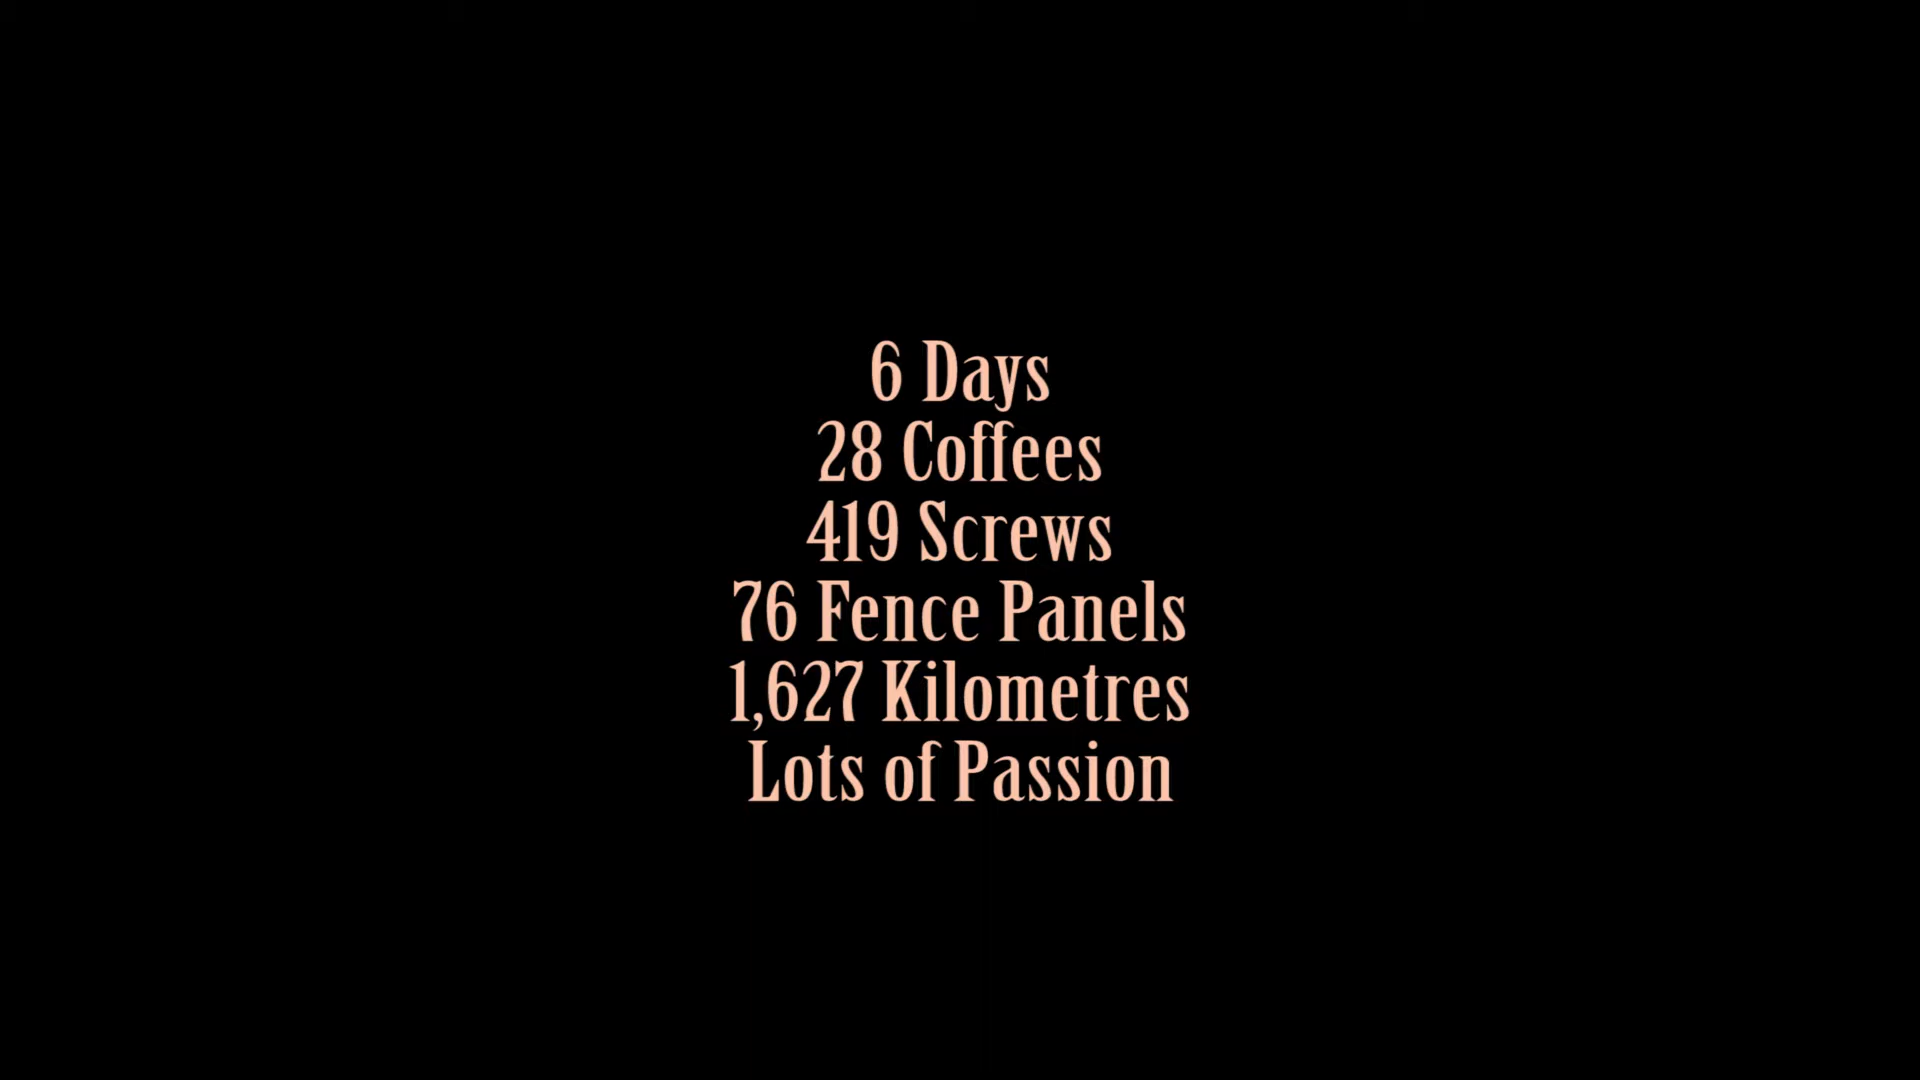 6 Days
28 Coffees
419 Screws
76 Fence Panels
1,627 Kilometres
Lots of Passion